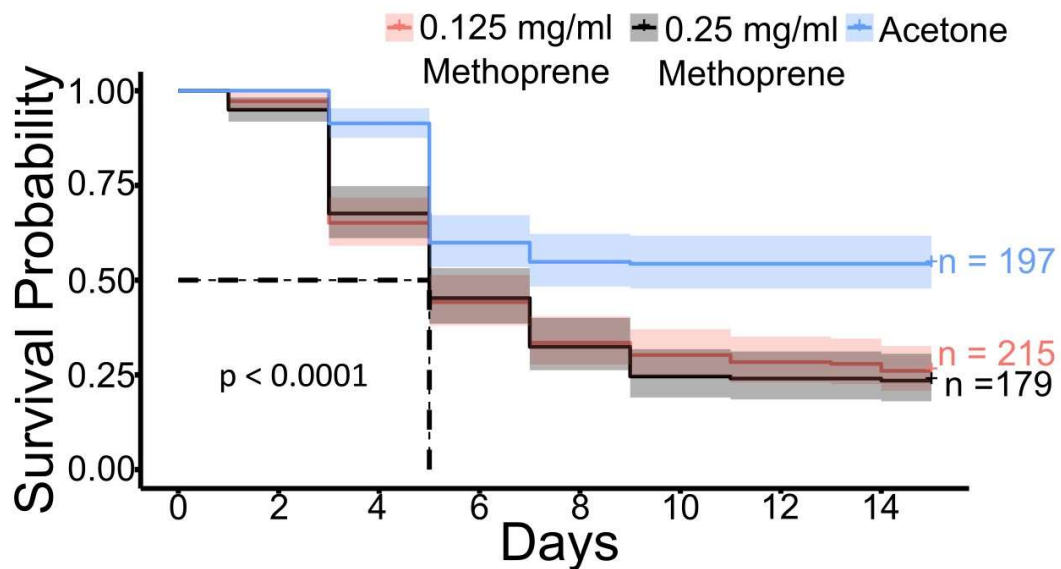 0.125 mg/ml Methoprene
0.25 mg/ml Methoprene
Acetone
Survival Probability
1.00
0.75
0.50
0.25
0.00
p < 0.0001
n = 197
n = 215
n =179
0 2 4 6 8 10 12 14
Days